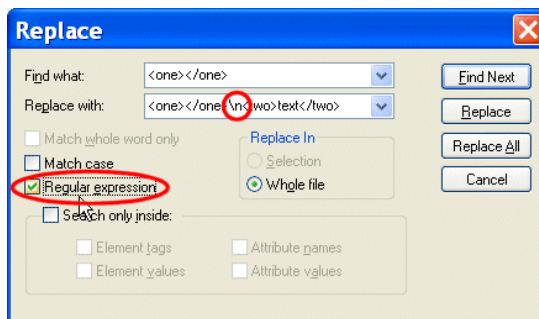 Replace
Find what: <one></one> Find Next
Replace with: <one></one>\n<two>text</two> Replace
Match whole word only Replace In Replace All
Match case Selection Cancel
Regular expression Whole file
Search only inside:
Element tags Attribute names
Element values Attribute values